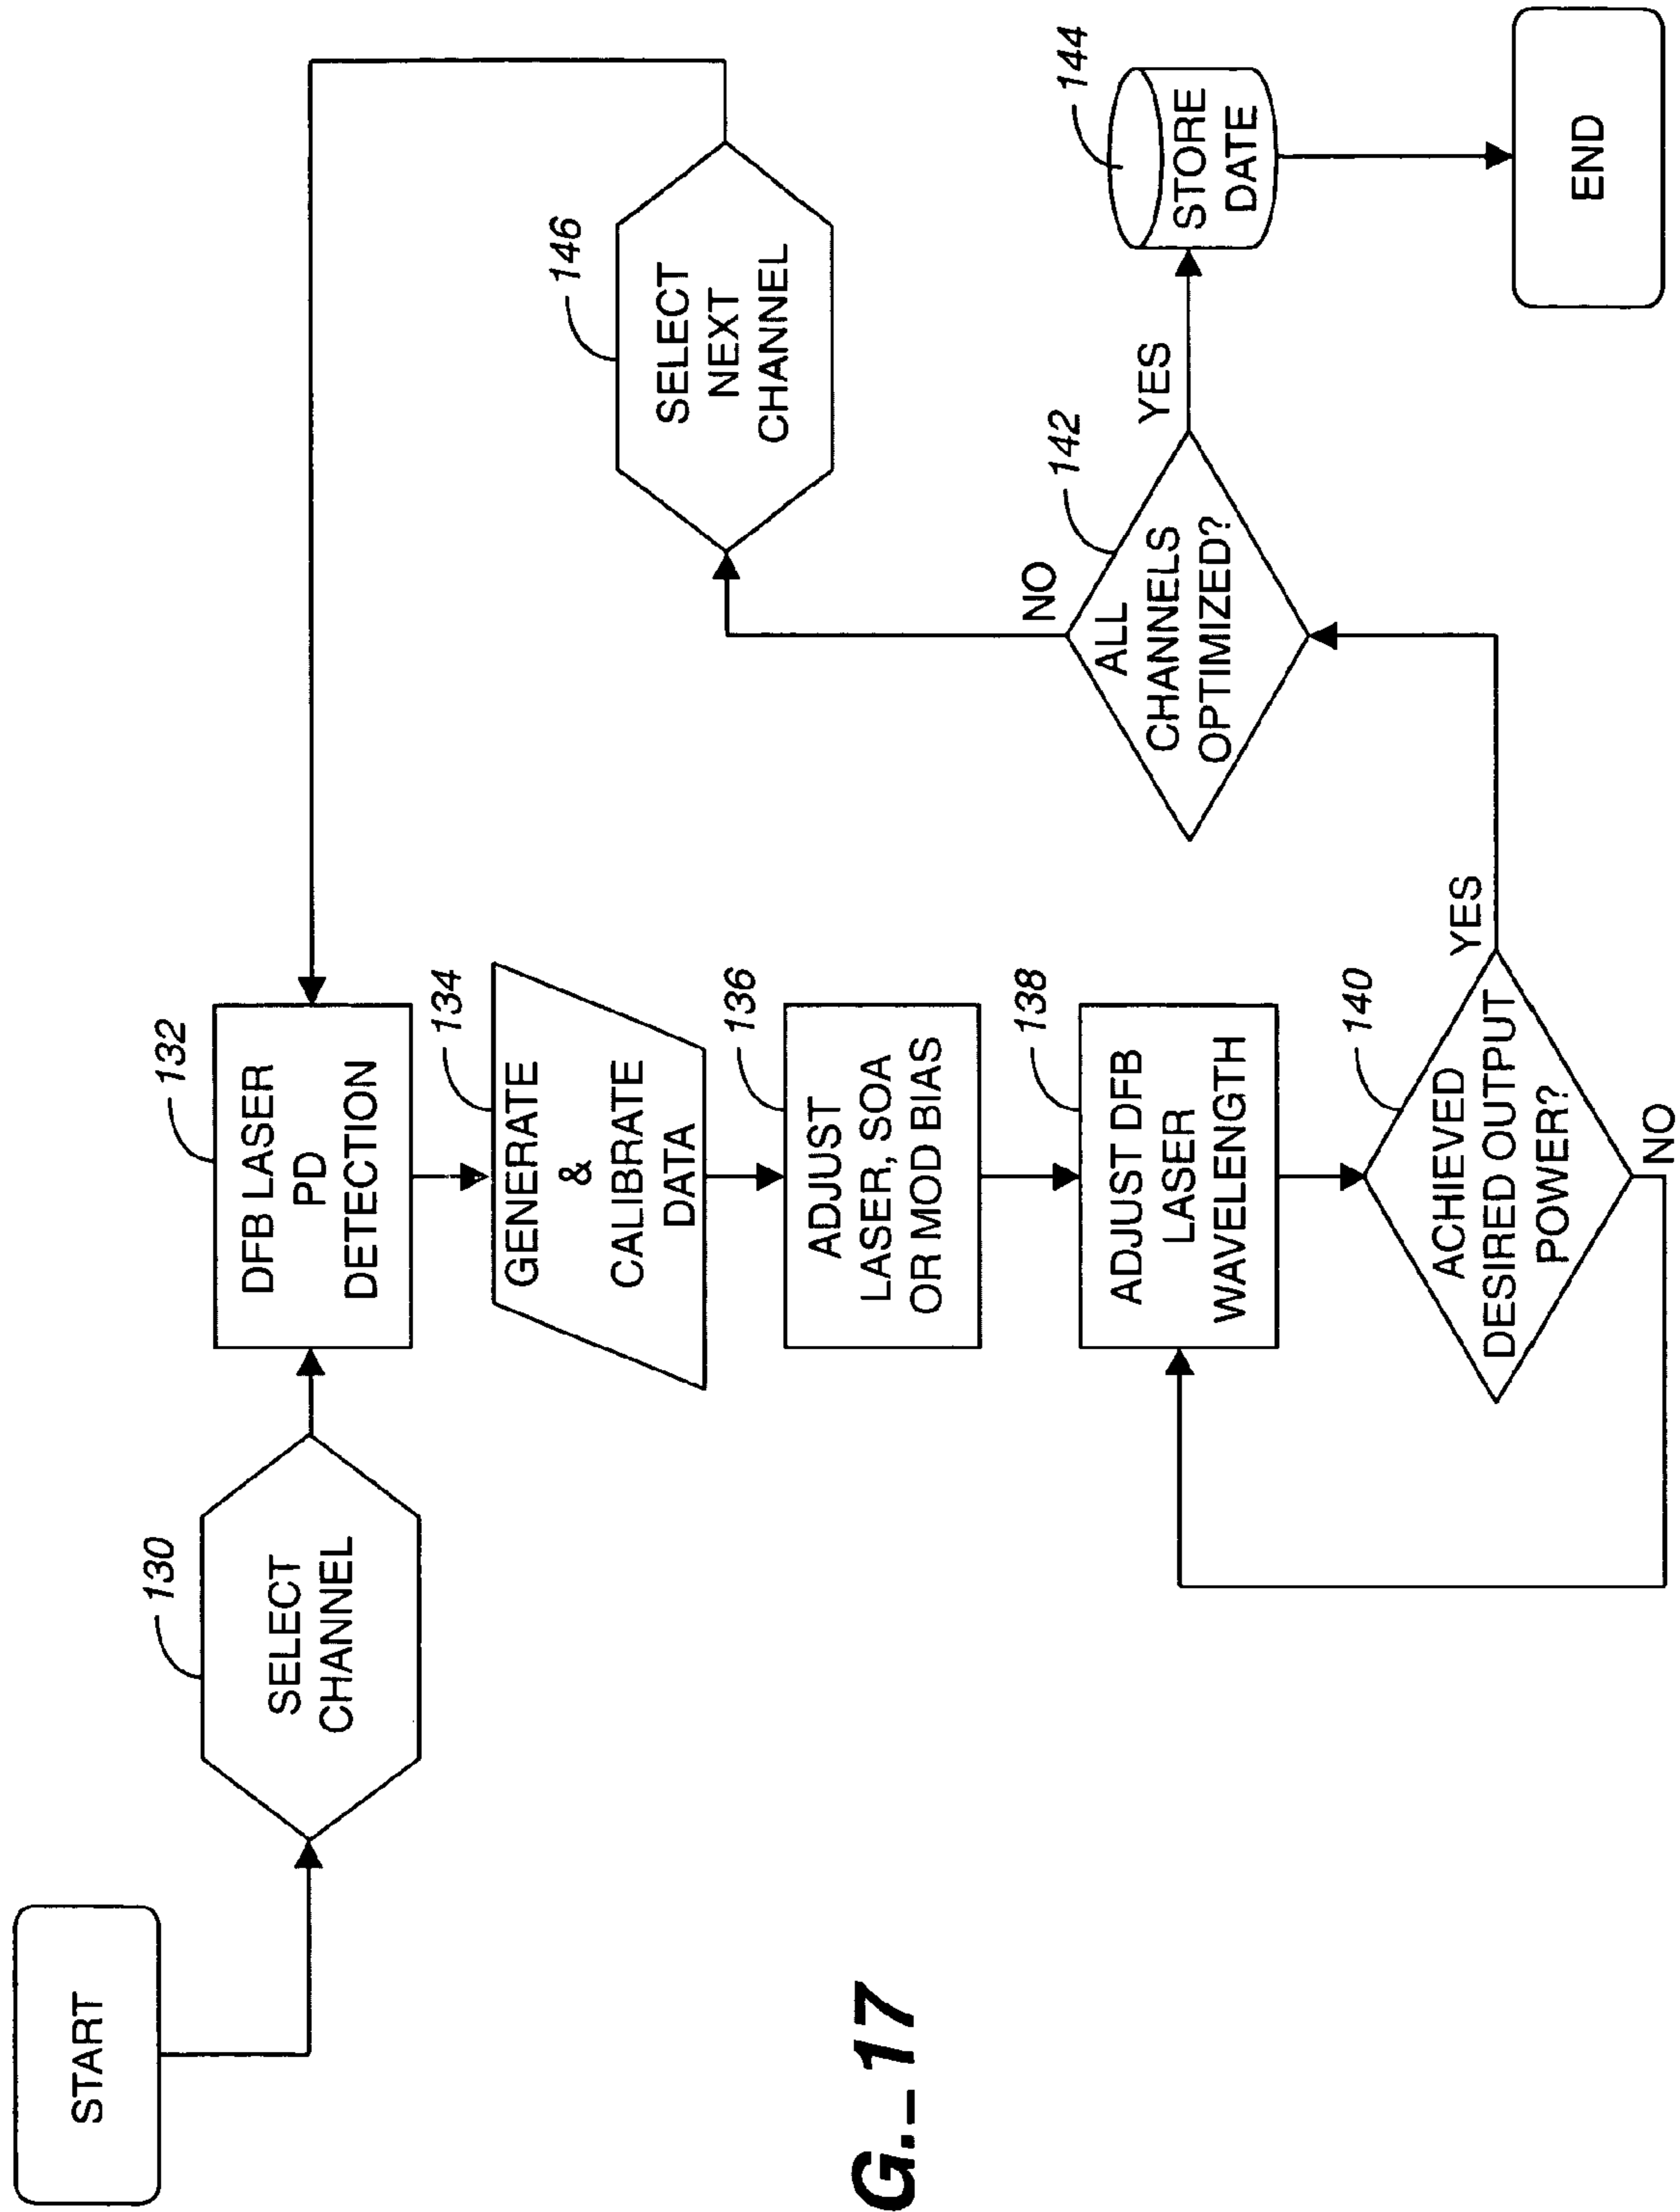 START
130
SELECT
CHANNEL
132
DFB LASER
PD
DETECTION
134
GENERATE
&
CALIBRATE
DATA
136
ADJUST
LASER, SOA
OR MOD BIAS
138
ADJUST DFB
LASER
WAVELENGTH
140
ACHIEVED
DESIRED OUTPUT
POWER?
NO
YES
142
ALL
CHANNELS
OPTIMIZED?
NO
YES
146
SELECT
NEXT
CHANNEL
144
STORE
DATE
END
G.–17